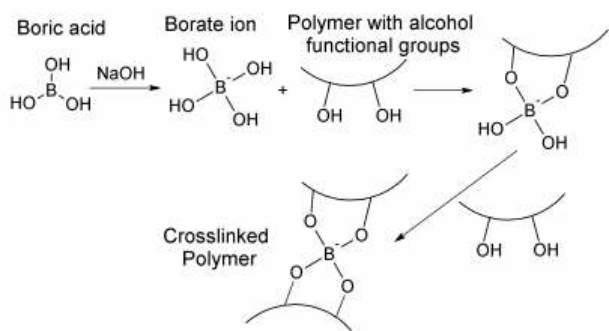 Boric acid
Borate ion
Polymer with alcohol
functional groups
OH
B
HO
OH
NaOH
OH
HO
B-
OH
HO
OH
+
OH
OH
O
O
B-
HO
OH
OH
OH
Crosslinked
Polymer
O
O
B-
O
O